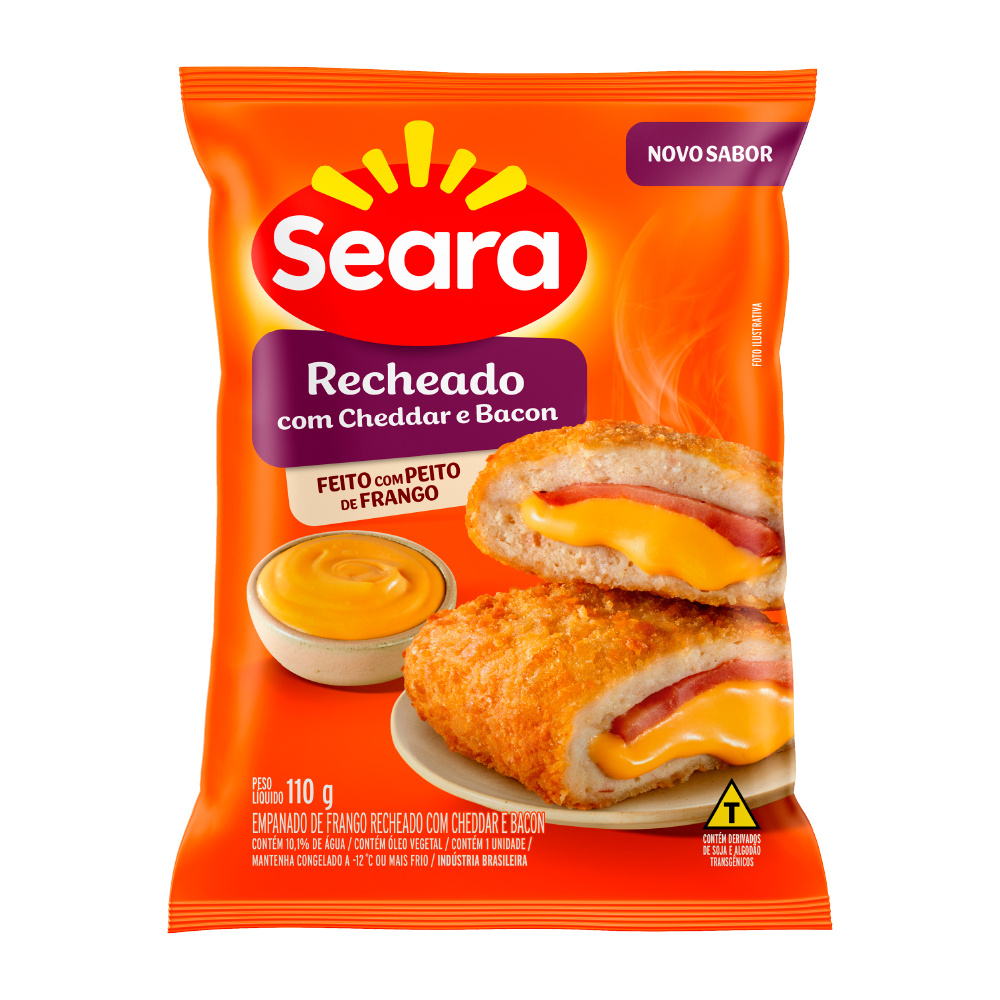 NOVO SABOR
Seara
Recheado
com Cheddar e Bacon
FEITO COM PEITO
DE FRANGO
FOTO ILUSTRATIVA
PESO
LÍQUIDO 110 g
EMPANADO DE FRANGO RECHEADO COM CHEDDAR E BACON
CONTÉM 10,1% DE ÁGUA / CONTÉM ÓLEO VEGETAL / CONTÉM 1 UNIDADE /
MANTENHA CONGELADO A -12°C OU MAIS FRIO / INDÚSTRIA BRASILEIRA
T
CONTÉM DERIVADOS
DE SOJA E ALGODÃO
TRANSGÊNICOS